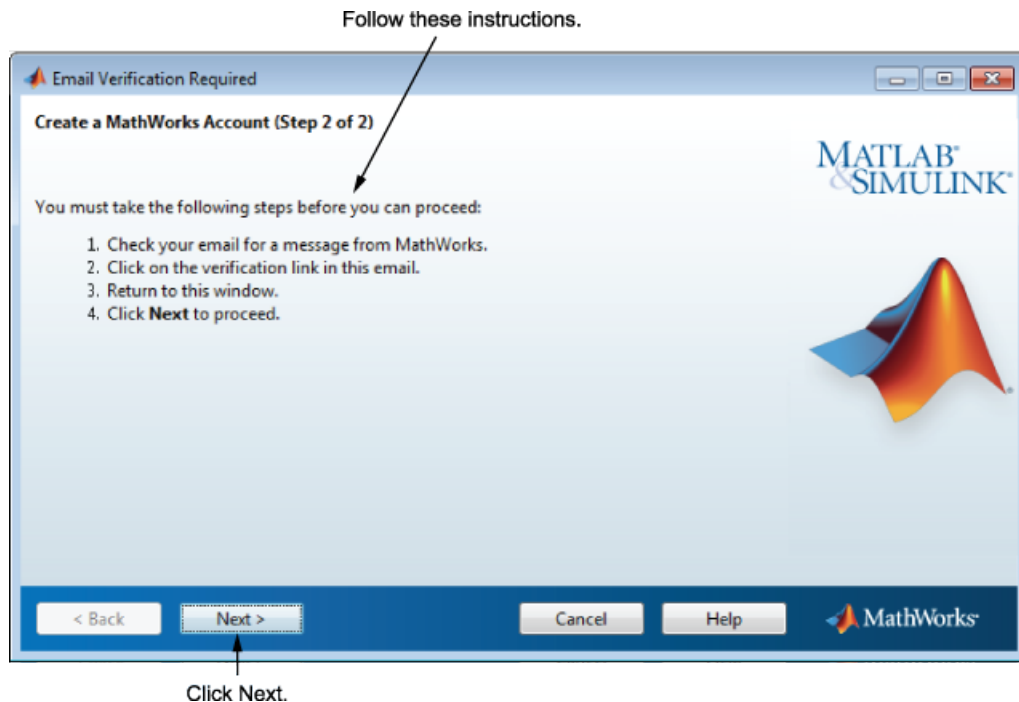 Follow these instructions.
Email Verification Required
Create a MathWorks Account (Step 2 of 2)
MATLAB®
&SIMULINK®
You must take the following steps before you can proceed:
1. Check your email for a message from MathWorks.
2. Click on the verification link in this email.
3. Return to this window.
4. Click Next to proceed.
®
< Back
Next >
Cancel
Help
MathWorks®
Click Next.